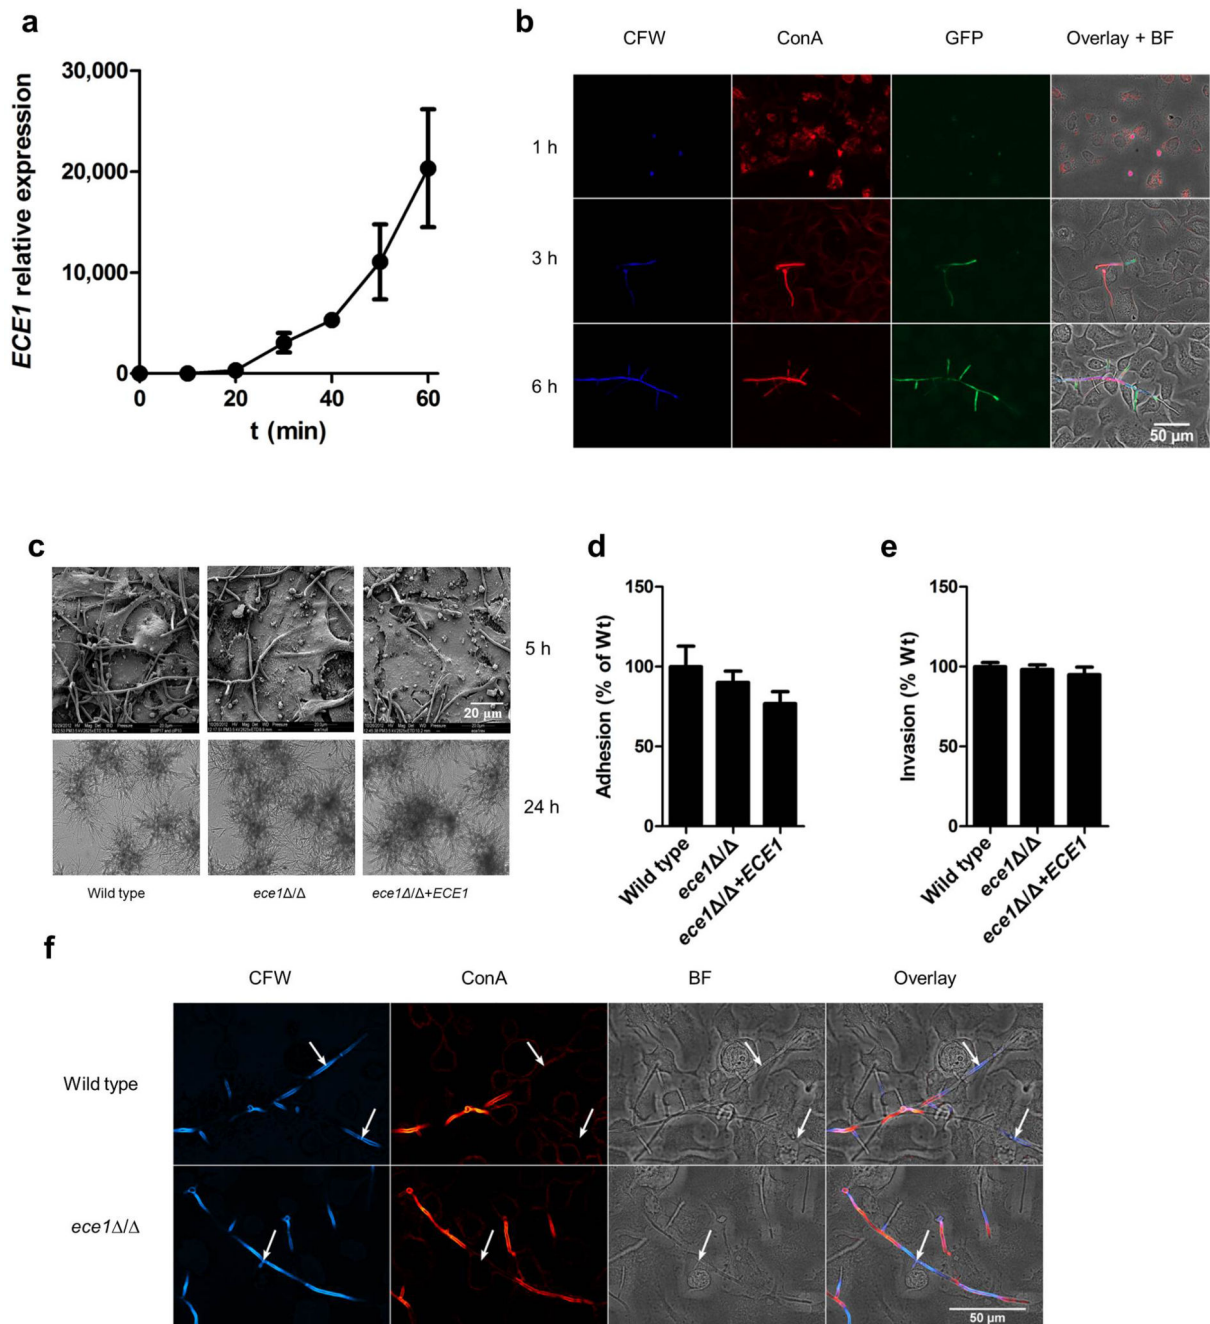 a
30,000
20,000
10,000
0
ECE1 relative expression
0 20 40 60
t (min)
b
CFW ConA GFP Overlay + BF
1 h
3 h
6 h
50 µm
c
5 h
20 µm
24 h
Wild type ece1Δ/Δ ece1Δ/Δ+ECE1
d
Adhesion (% of Wt)
150
100
50
0
Wild type
ece1Δ/Δ
ece1Δ/Δ+ECE1
e
Invasion (% Wt)
150
100
50
0
Wild type
ece1Δ/Δ
ece1Δ/Δ+ECE1
f
CFW ConA BF Overlay
Wild type
ece1Δ/Δ
50 µm